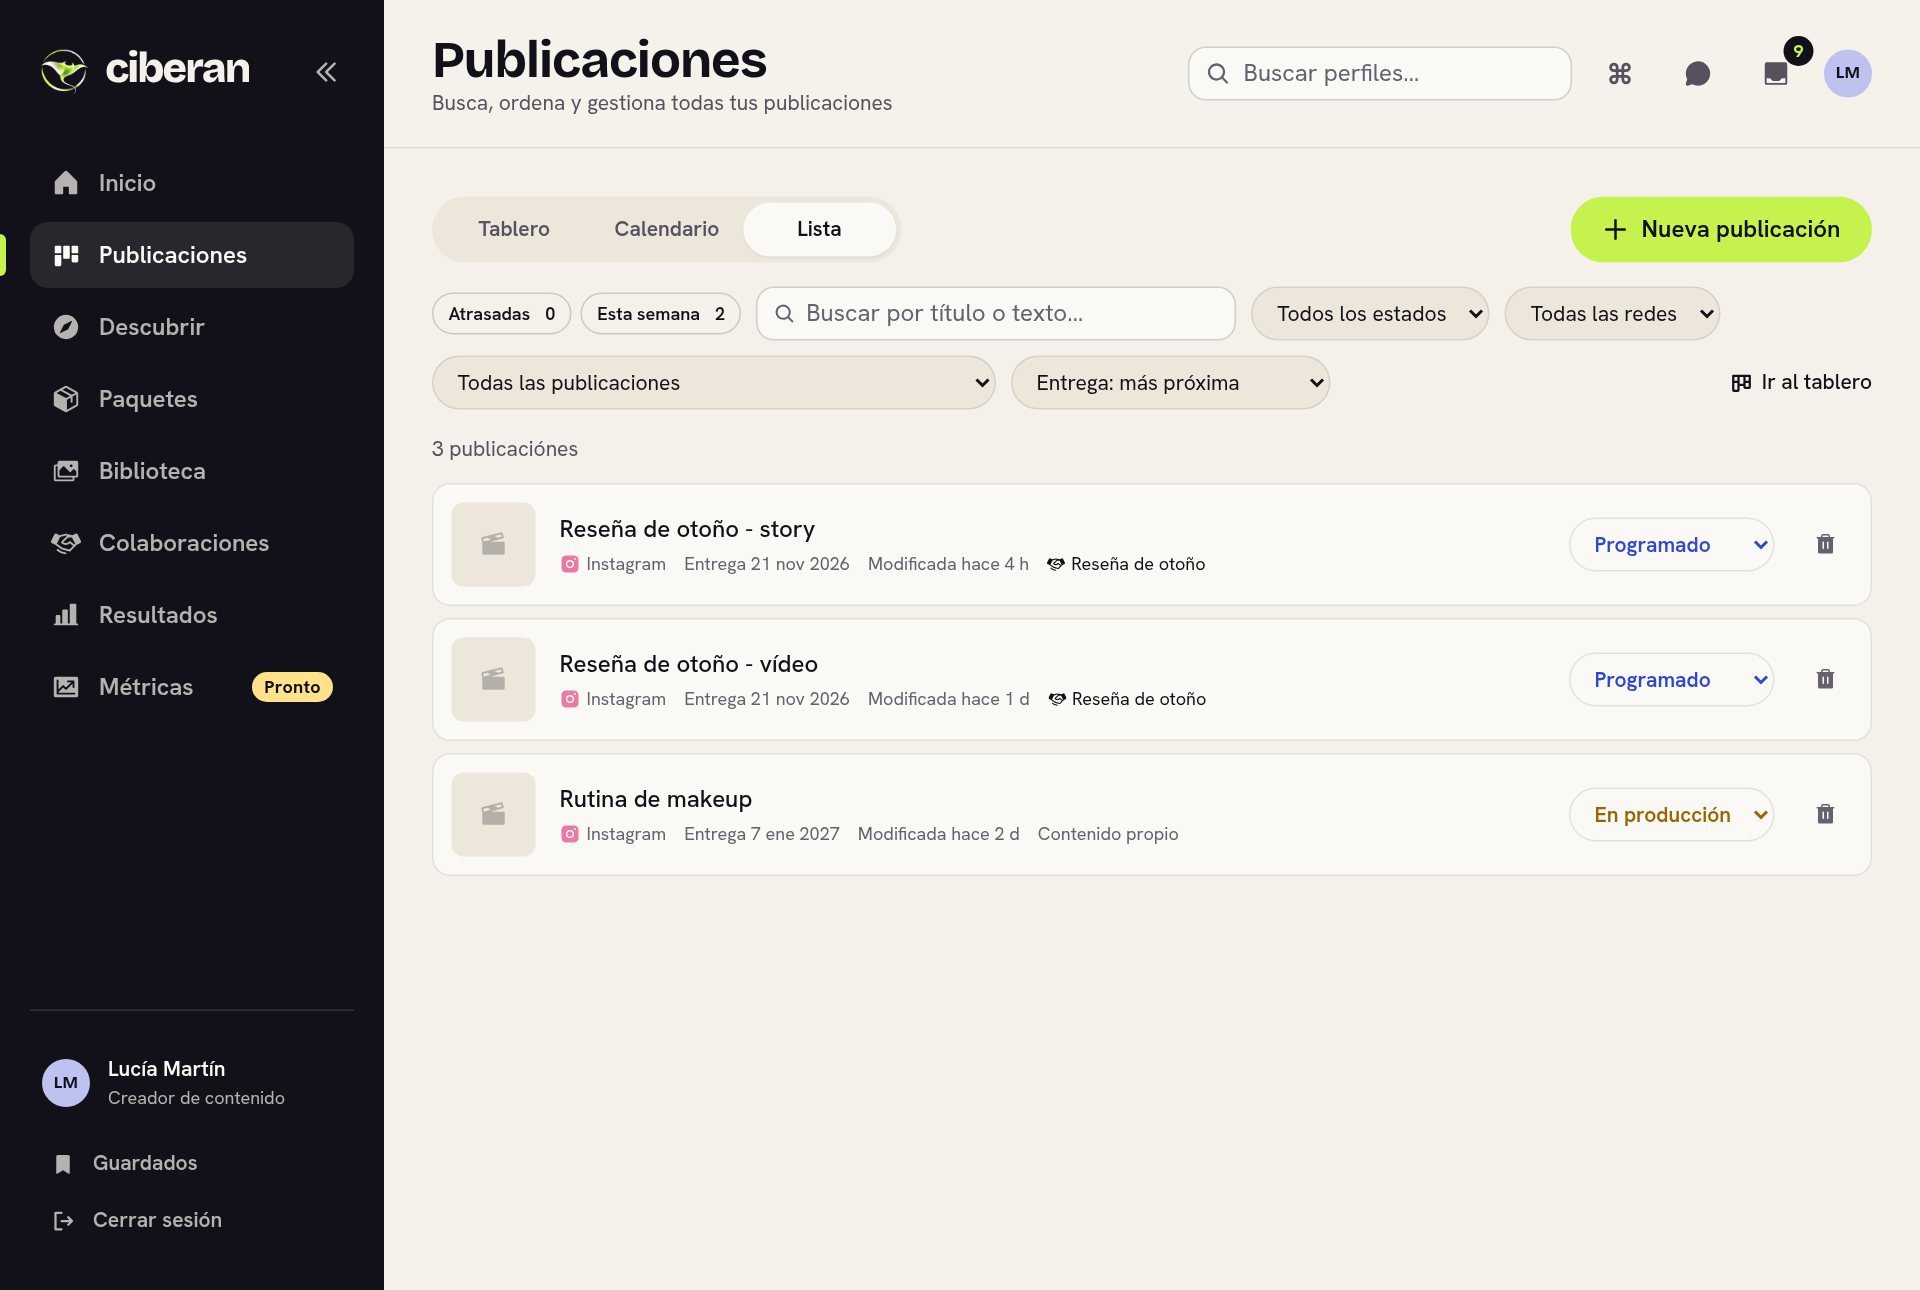 ciberan
Inicio
Publicaciones
Descubrir
Paquetes
Biblioteca
Colaboraciones
Resultados
Métricas Pronto
LM Lucía Martín
Creador de contenido
Guardados
Cerrar sesión
Publicaciones
Busca, ordena y gestiona todas tus publicaciones
Buscar perfiles...
9
LM
Tablero Calendario Lista
Nueva publicación
Atrasadas 0 Esta semana 2 Buscar por título o texto... Todos los estados Todas las redes
Todas las publicaciones Entrega: más próxima Ir al tablero
3 publicaciónes
Reseña de otoño - story
Instagram Entrega 21 nov 2026 Modificada hace 4 h Reseña de otoño
Programado
Reseña de otoño - vídeo
Instagram Entrega 21 nov 2026 Modificada hace 1 d Reseña de otoño
Programado
Rutina de makeup
Instagram Entrega 7 ene 2027 Modificada hace 2 d Contenido propio
En producción